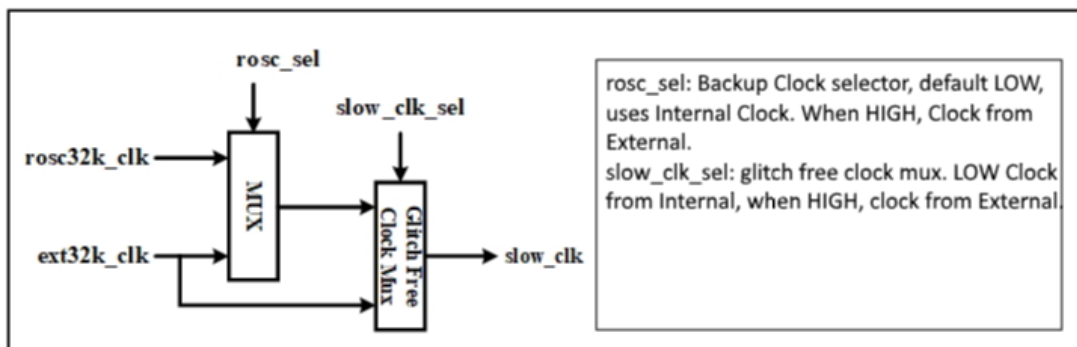 rosc_sel
slow_clk_sel
rosc32k_clk
MUX
Glitch Free
Clock Mux
ext32k_clk
slow_clk
rosc_sel: Backup Clock selector, default LOW,
uses Internal Clock. When HIGH, Clock from
External.
slow_clk_sel: glitch free clock mux. LOW Clock
from Internal, when HIGH, clock from External.